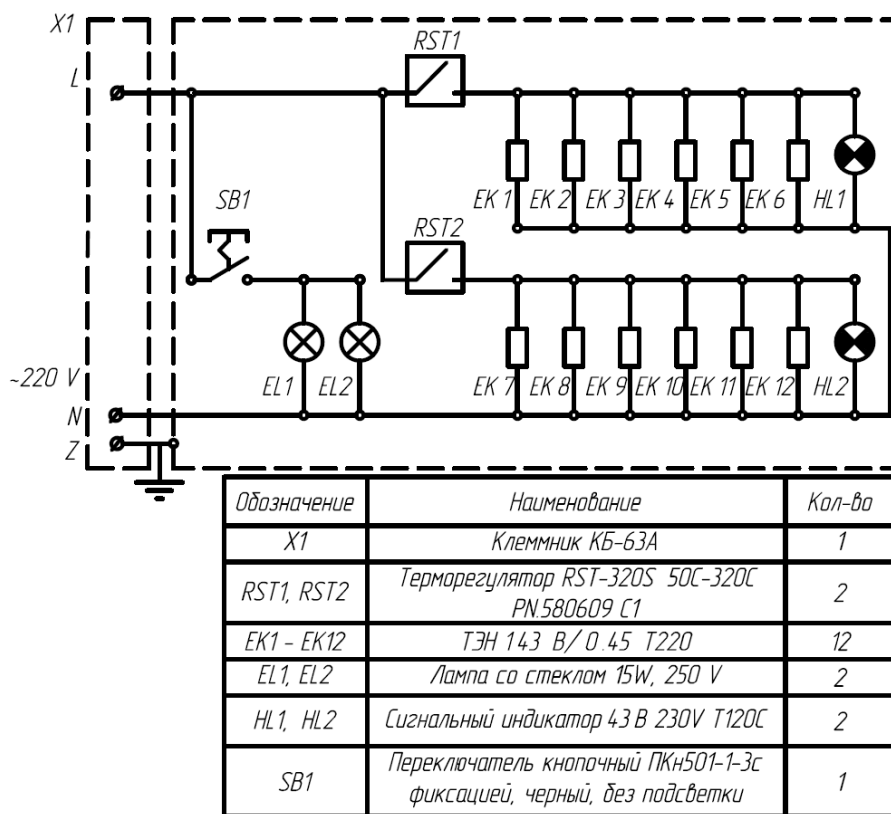 X1
RST1
L
SB1
EK 1 EK 2 EK 3 EK 4 EK 5 EK 6 HL1
RST2
~220 V
EL1 EL2
EK 7 EK 8 EK 9 EK 10 EK 11 EK 12 HL2
N
Z
Обозначение Наименование Кол-во
X1 Клеммник КБ-63А 1
RST1, RST2 Терморегулятор RST-320S 50C-320C 2
PN.580609 C1
EK1 - EK12 ТЭН 143 В/ 0.45 Т220 12
EL1, EL2 Лампа со стеклом 15W, 250 V 2
HL1, HL2 Сигнальный индикатор 43 В 230V T120C 2
SB1 Переключатель кнопочный ПКн501-1-3с 1
фиксацией, черный, без подсветки